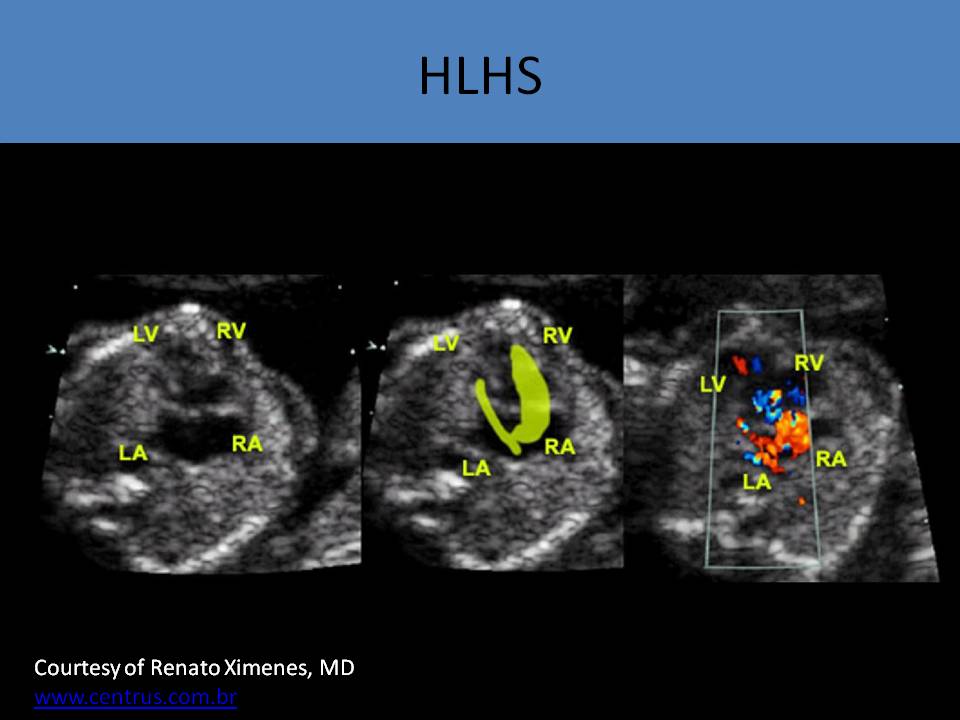 HLHS
LV RV
LA RA
LV RV
LA RA
LV RV
LA RA
Courtesy of Renato Ximenes, MD
www.centrus.com.br